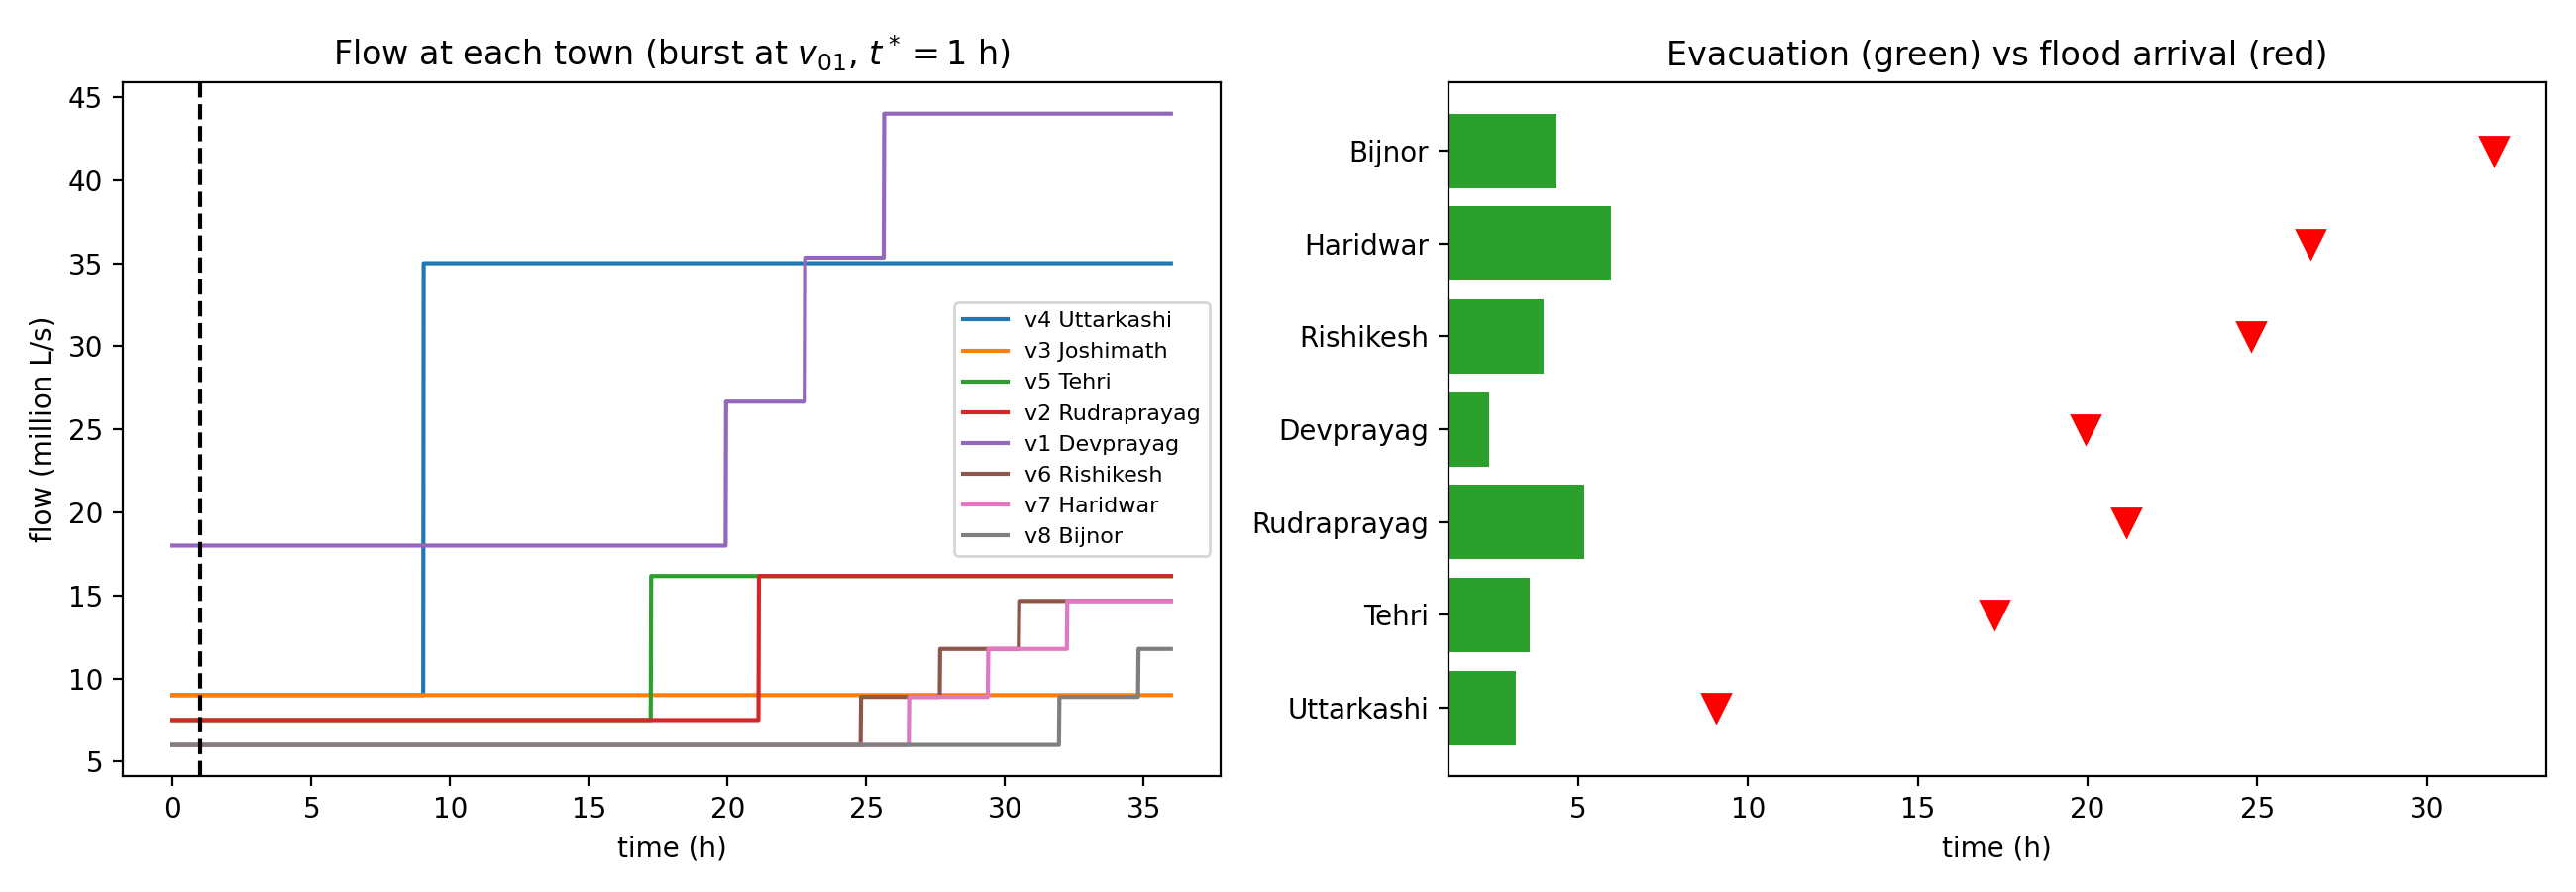 Flow at each town (burst at v01, t* = 1 h)
flow (million L/s)
45
40
35
30
25
20
15
10
5
v4 Uttarkashi
v3 Joshimath
v5 Tehri
v2 Rudraprayag
v1 Devprayag
v6 Rishikesh
v7 Haridwar
v8 Bijnor
0 5 10 15 20 25 30 35
time (h)
Evacuation (green) vs flood arrival (red)
Bijnor
Haridwar
Rishikesh
Devprayag
Rudraprayag
Tehri
Uttarkashi
5 10 15 20 25 30
time (h)